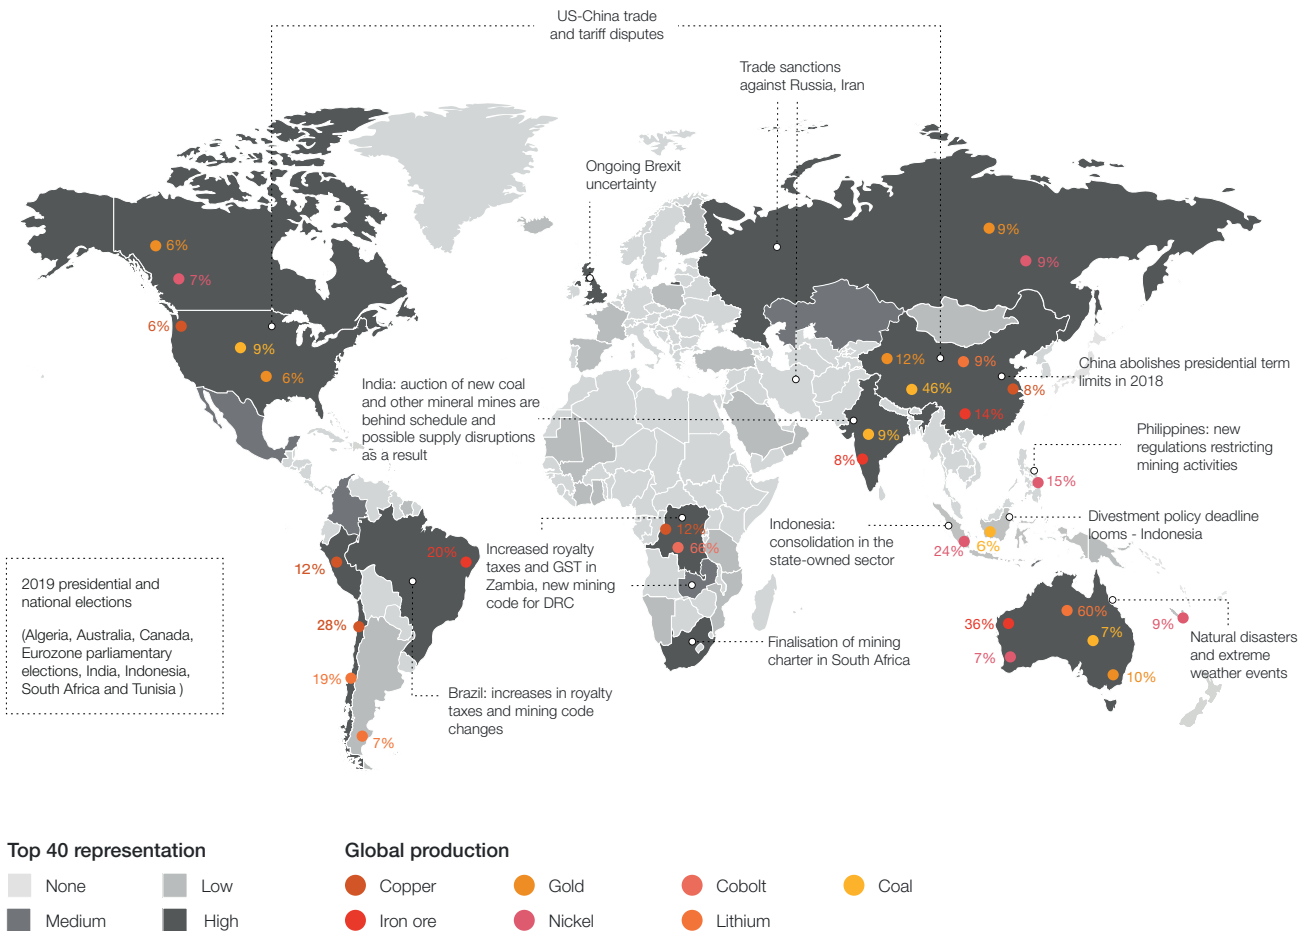 US-China trade
and tariff disputes
Trade sanctions
against Russia, Iran
Ongoing Brexit
uncertainty
6%
7%
6%
9%
6%
9%
9%
12%
9%
46%
8%
14%
China abolishes presidential term
limits in 2018
India: auction of new coal
and other mineral mines are
behind schedule and
possible supply disruptions
as a result
9%
8%
Philippines: new
regulations restricting
mining activities
15%
Indonesia:
consolidation in the
state-owned sector
Divestment policy deadline
looms - Indonesia
24%
6%
12%
66%
Increased royalty
taxes and GST in
Zambia, new mining
code for DRC
20%
12%
28%
19%
7%
2019 presidential and
national elections
(Algeria, Australia, Canada,
Eurozone parliamentary
elections, India, Indonesia,
South Africa and Tunisia )
Brazil: increases in royalty
taxes and mining code
changes
Finalisation of mining
charter in South Africa
36%
60%
7%
7%
10%
9%
Natural disasters
and extreme
weather events
Top 40 representation
None
Low
Medium
High
Global production
Copper
Gold
Cobolt
Coal
Iron ore
Nickel
Lithium